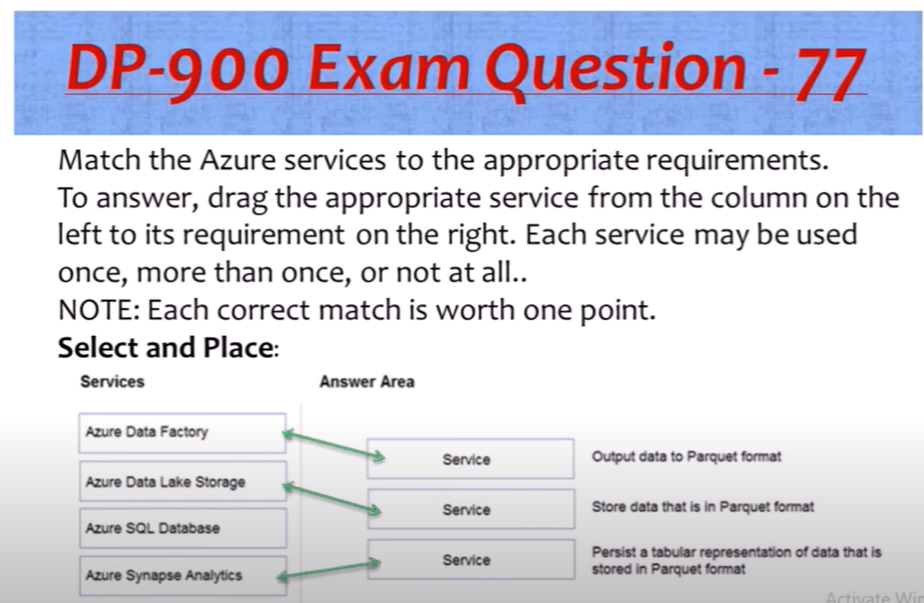 DP-900 Exam Question - 77
Match the Azure services to the appropriate requirements.
To answer, drag the appropriate service from the column on the
left to its requirement on the right. Each service may be used
once, more than once, or not at all..
NOTE: Each correct match is worth one point.
Select and Place:
Services
Answer Area
Azure Data Factory
Service
Output data to Parquet format
Azure Data Lake Storage
Service
Store data that is in Parquet format
Azure SQL Database
Service
Persist a tabular representation of data that is
stored in Parquet format
Azure Synapse Analytics
Activate Win